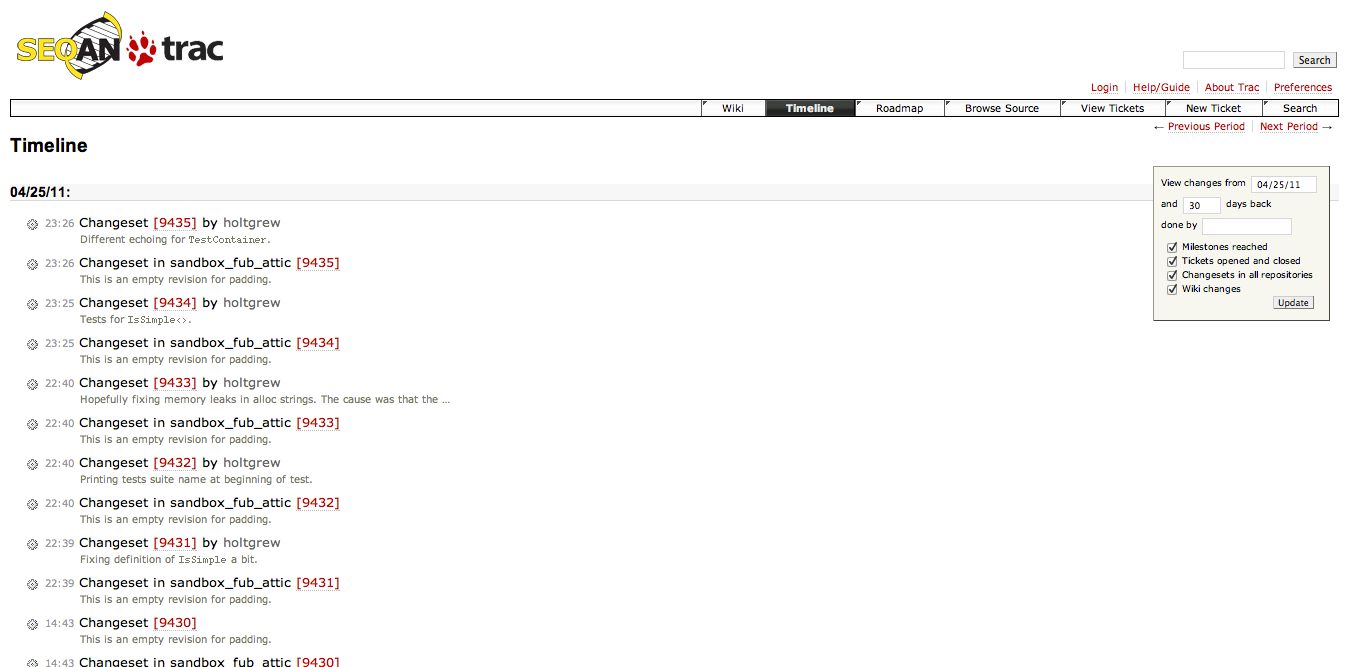 SEQAN trac
Search
Login Help/Guide About Trac Preferences
Wiki Timeline Roadmap Browse Source View Tickets New Ticket Search
← Previous Period Next Period →
Timeline
View changes from 04/25/11
and 30 days back
done by
Milestones reached
Tickets opened and closed
Changesets in all repositories
Wiki changes
Update
04/25/11:
23:26 Changeset [9435] by holtgrew
Different echoing for TestContainer.
23:26 Changeset in sandbox_fub_attic [9435]
This is an empty revision for padding.
23:25 Changeset [9434] by holtgrew
Tests for IsSimple<>.
23:25 Changeset in sandbox_fub_attic [9434]
This is an empty revision for padding.
22:40 Changeset [9433] by holtgrew
Hopefully fixing memory leaks in alloc strings. The cause was that the …
22:40 Changeset in sandbox_fub_attic [9433]
This is an empty revision for padding.
22:40 Changeset [9432] by holtgrew
Printing tests suite name at beginning of test.
22:40 Changeset in sandbox_fub_attic [9432]
This is an empty revision for padding.
22:39 Changeset [9431] by holtgrew
Fixing definition of IsSimple a bit.
22:39 Changeset in sandbox_fub_attic [9431]
This is an empty revision for padding.
14:43 Changeset [9430]
This is an empty revision for padding.
14:43 Changeset in sandbox_fub_attic [9430]